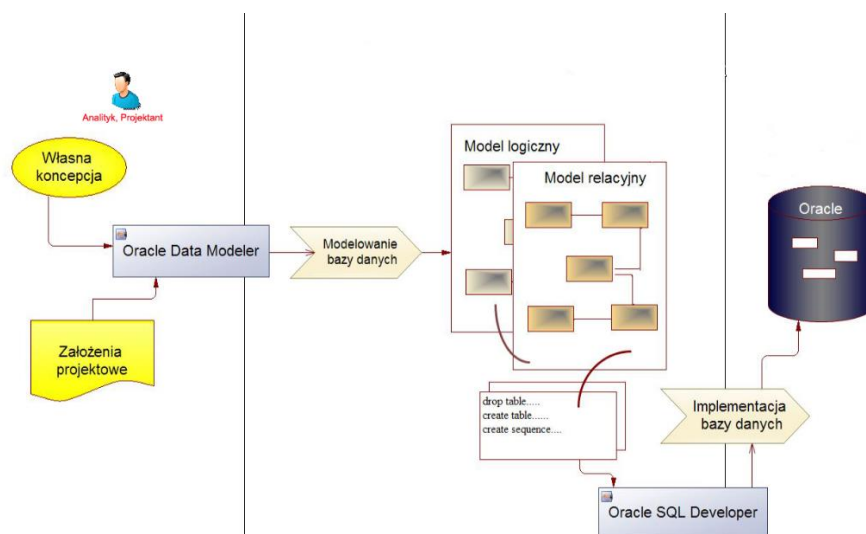 Analityk, Projektant
Własna
koncepcja
Oracle Data Modeler
Założenia
projektowe
Modelowanie
bazy danych
Model logiczny
Model relacyjny
drop table.....
create table......
create sequence....
Oracle
Implementacja
bazy danych
Oracle SQL Developer